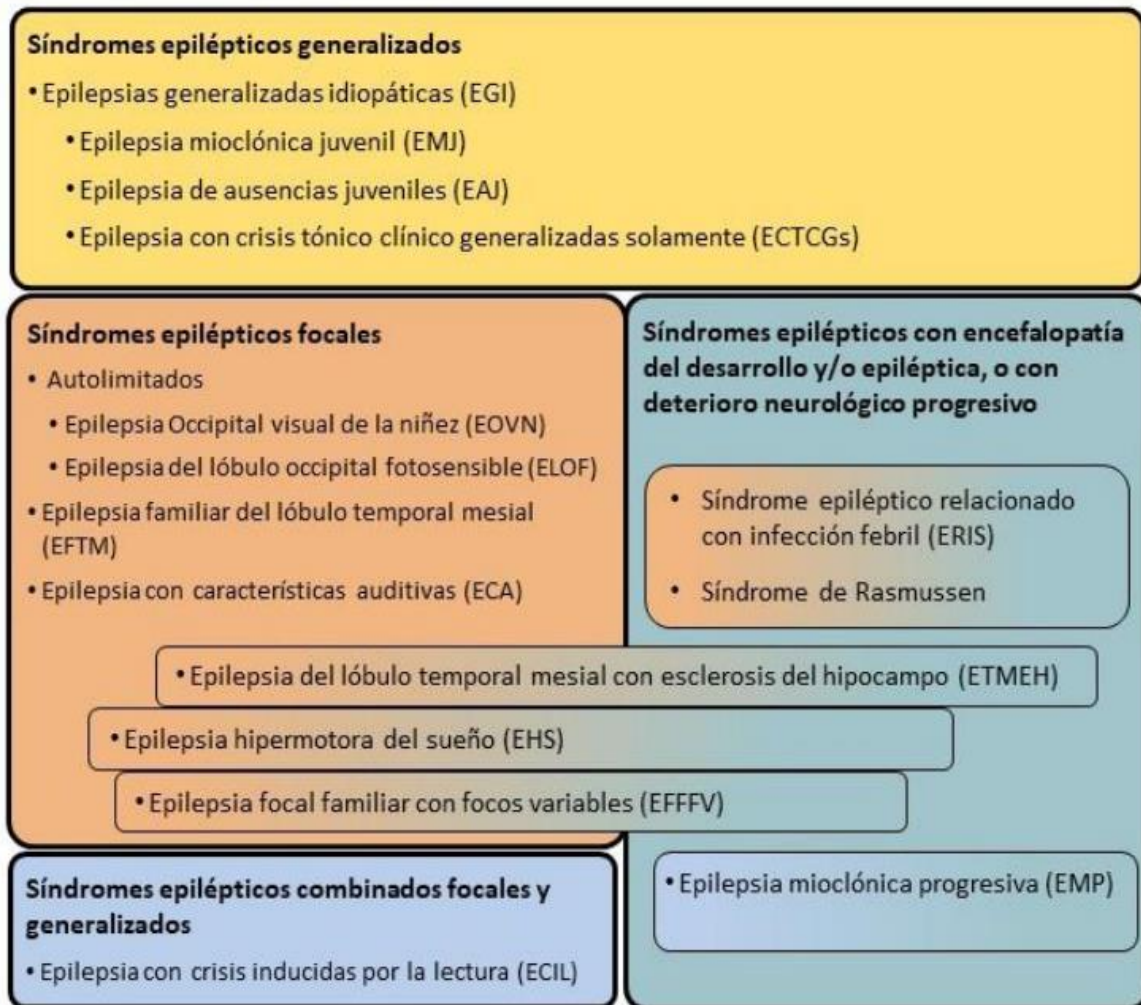 Síndromes epilépticos generalizados
• Epilepsias generalizadas idiopáticas (EGI)
• Epilepsia mioclónica juvenil (EMJ)
• Epilepsia de ausencias juveniles (EAJ)
• Epilepsia con crisis tónico clínico generalizadas solamente (ECTCGs)
Síndromes epilépticos focales
• Autolimitados
• Epilepsia Occipital visual de la niñez (EOVN)
• Epilepsia del lóbulo occipital fotosensible (ELOF)
• Epilepsia familiar del lóbulo temporal mesial
(EFTM)
• Epilepsia con características auditivas (ECA)
Síndromes epilépticos con encefalopatía
del desarrollo y/o epiléptica, o con
deterioro neurológico progresivo
• Síndrome epiléptico relacionado
con infección febril (ERIS)
• Síndrome de Rasmussen
• Epilepsia del lóbulo temporal mesial con esclerosis del hipocampo (ETMEH)
• Epilepsia hipermotora del sueño (EHS)
• Epilepsia focal familiar con focos variables (EFFFV)
Síndromes epilépticos combinados focales y
generalizados
• Epilepsia con crisis inducidas por la lectura (ECIL)
• Epilepsia mioclónica progresiva (EMP)